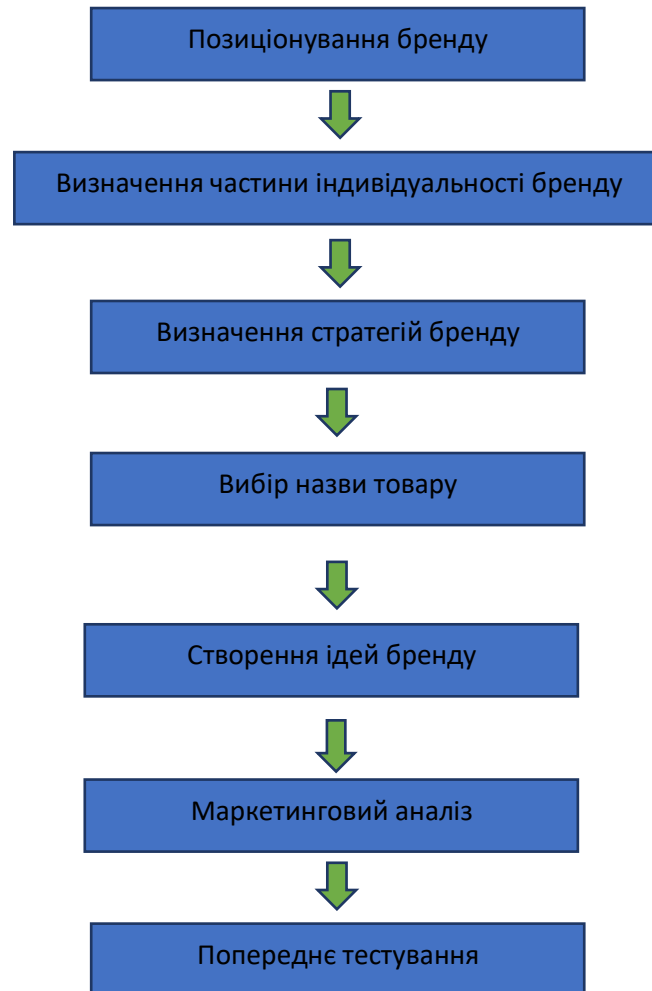 Позиціонування бренду
Визначення частини індивідуальності бренду
Визначення стратегій бренду
Вибір назви товару
Створення ідей бренду
Маркетинговий аналіз
Попереднє тестування